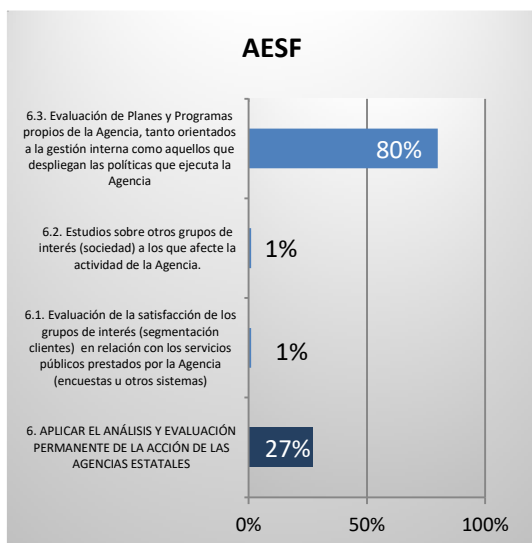 AESF
6.3. Evaluación de Planes y Programas
propios de la Agencia, tanto orientados
a la gestión interna como aquellos que
despliegan las políticas que ejecuta la
Agencia
80%
6.2. Estudios sobre otros grupos de
interés (sociedad) a los que afecte la
actividad de la Agencia.
1%
6.1. Evaluación de la satisfacción de los
grupos de interés (segmentación
clientes) en relación con los servicios
públicos prestados por la Agencia
(encuestas u otros sistemas)
1%
6. APLICAR EL ANÁLISIS Y EVALUACIÓN
PERMANENTE DE LA ACCIÓN DE LAS
AGENCIAS ESTATALES
27%
0% 50% 100%